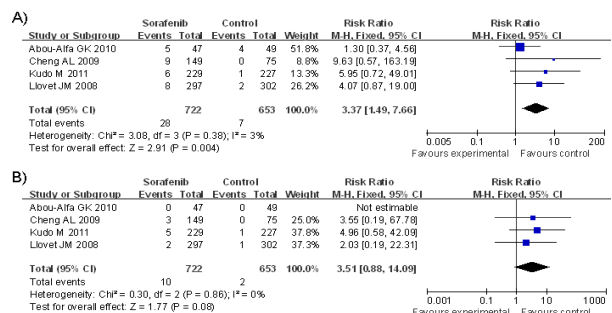 A)
Sorafenib Control Risk Ratio Risk Ratio
Study or Subgroup Events Total Events Total Weight M-H, Fixed, 95% CI M-H, Fixed, 95% CI
Abou-Alfa GK 2010 5 47 4 49 51.8% 1.30 [0.37, 4.56]
Cheng AL 2009 9 149 0 75 8.8% 9.63 [0.57, 163.19]
Kudo M 2011 6 229 1 227 13.3% 5.95 [0.72, 49.01]
Llovet JM 2008 8 297 2 302 26.1% 4.07 [0.87, 19.00]
Total (95% CI) 722 653 100.0% 3.37 [1.49, 7.66]
Total events 28 7
Heterogeneity: Chi² = 3.08, df = 3 (P = 0.38); I² = 3%
Test for overall effect: Z = 2.91 (P = 0.004)
0.005 0.1 1 10 200
Favours experimental Favours control
B)
Sorafenib Control Risk Ratio Risk Ratio
Study or Subgroup Events Total Events Total Weight M-H, Fixed, 95% CI M-H, Fixed, 95% CI
Abou-Alfa GK 2010 0 47 0 49 Not estimable
Cheng AL 2009 3 149 0 75 25.0% 3.55 [0.19, 67.78]
Kudo M 2011 5 229 1 227 37.8% 4.96 [0.58, 42.09]
Llovet JM 2008 2 297 1 302 37.3% 2.03 [0.19, 22.31]
Total (95% CI) 722 653 100.0% 3.51 [0.88, 14.09]
Total events 10 2
Heterogeneity: Chi² = 0.30, df = 2 (P = 0.86); I² = 0%
Test for overall effect: Z = 1.77 (P = 0.08)
0.001 0.1 1 10 1000
Favours experimental Favours control